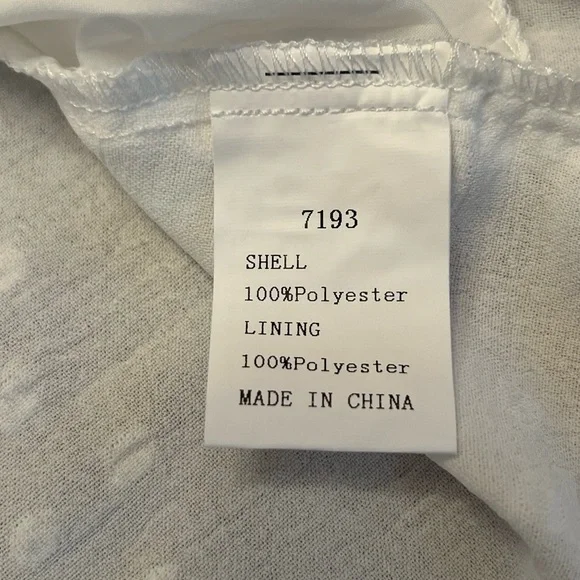 7193
SHELL
100%Polyester
LINING
100%Polyester
MADE IN CHINA